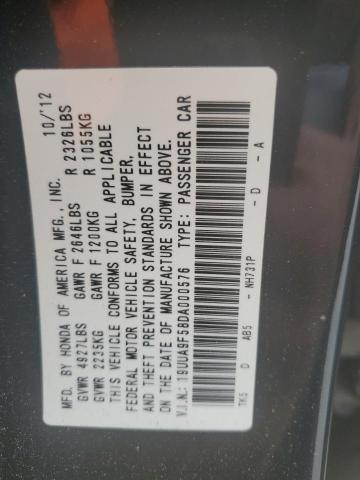 MFD. BY HONDA OF AMERICA MFG., INC. 10/'12
GVWR 4927LBS GAWR F 2646LBS R 2326LBS
GVWR 2235KG GAWR F 1200KG R 1055KG
THIS VEHICLE CONFORMS TO ALL APPLICABLE
FEDERAL MOTOR VEHICLE SAFETY, BUMPER,
AND THEFT PREVENTION STANDARDS IN EFFECT
ON THE DATE OF MANUFACTURE SHOWN ABOVE.
V.I.N.: 19UUA9F58DA000576 TYPE: PASSENGER CAR
TK5 D AB5 - NH731P - D - A